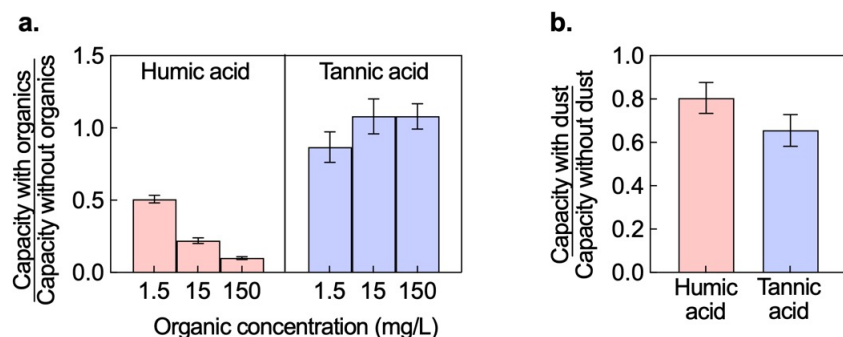 a.
Capacity with organics
Capacity without organics
1.5
1.0
0.5
0.0
Humic acid
Tannic acid
1.5 15 150 1.5 15 150
Organic concentration (mg/L)
b.
Capacity with dust
Capacity without dust
1.0
0.8
0.6
0.4
0.2
0.0
Humic
acid
Tannic
acid